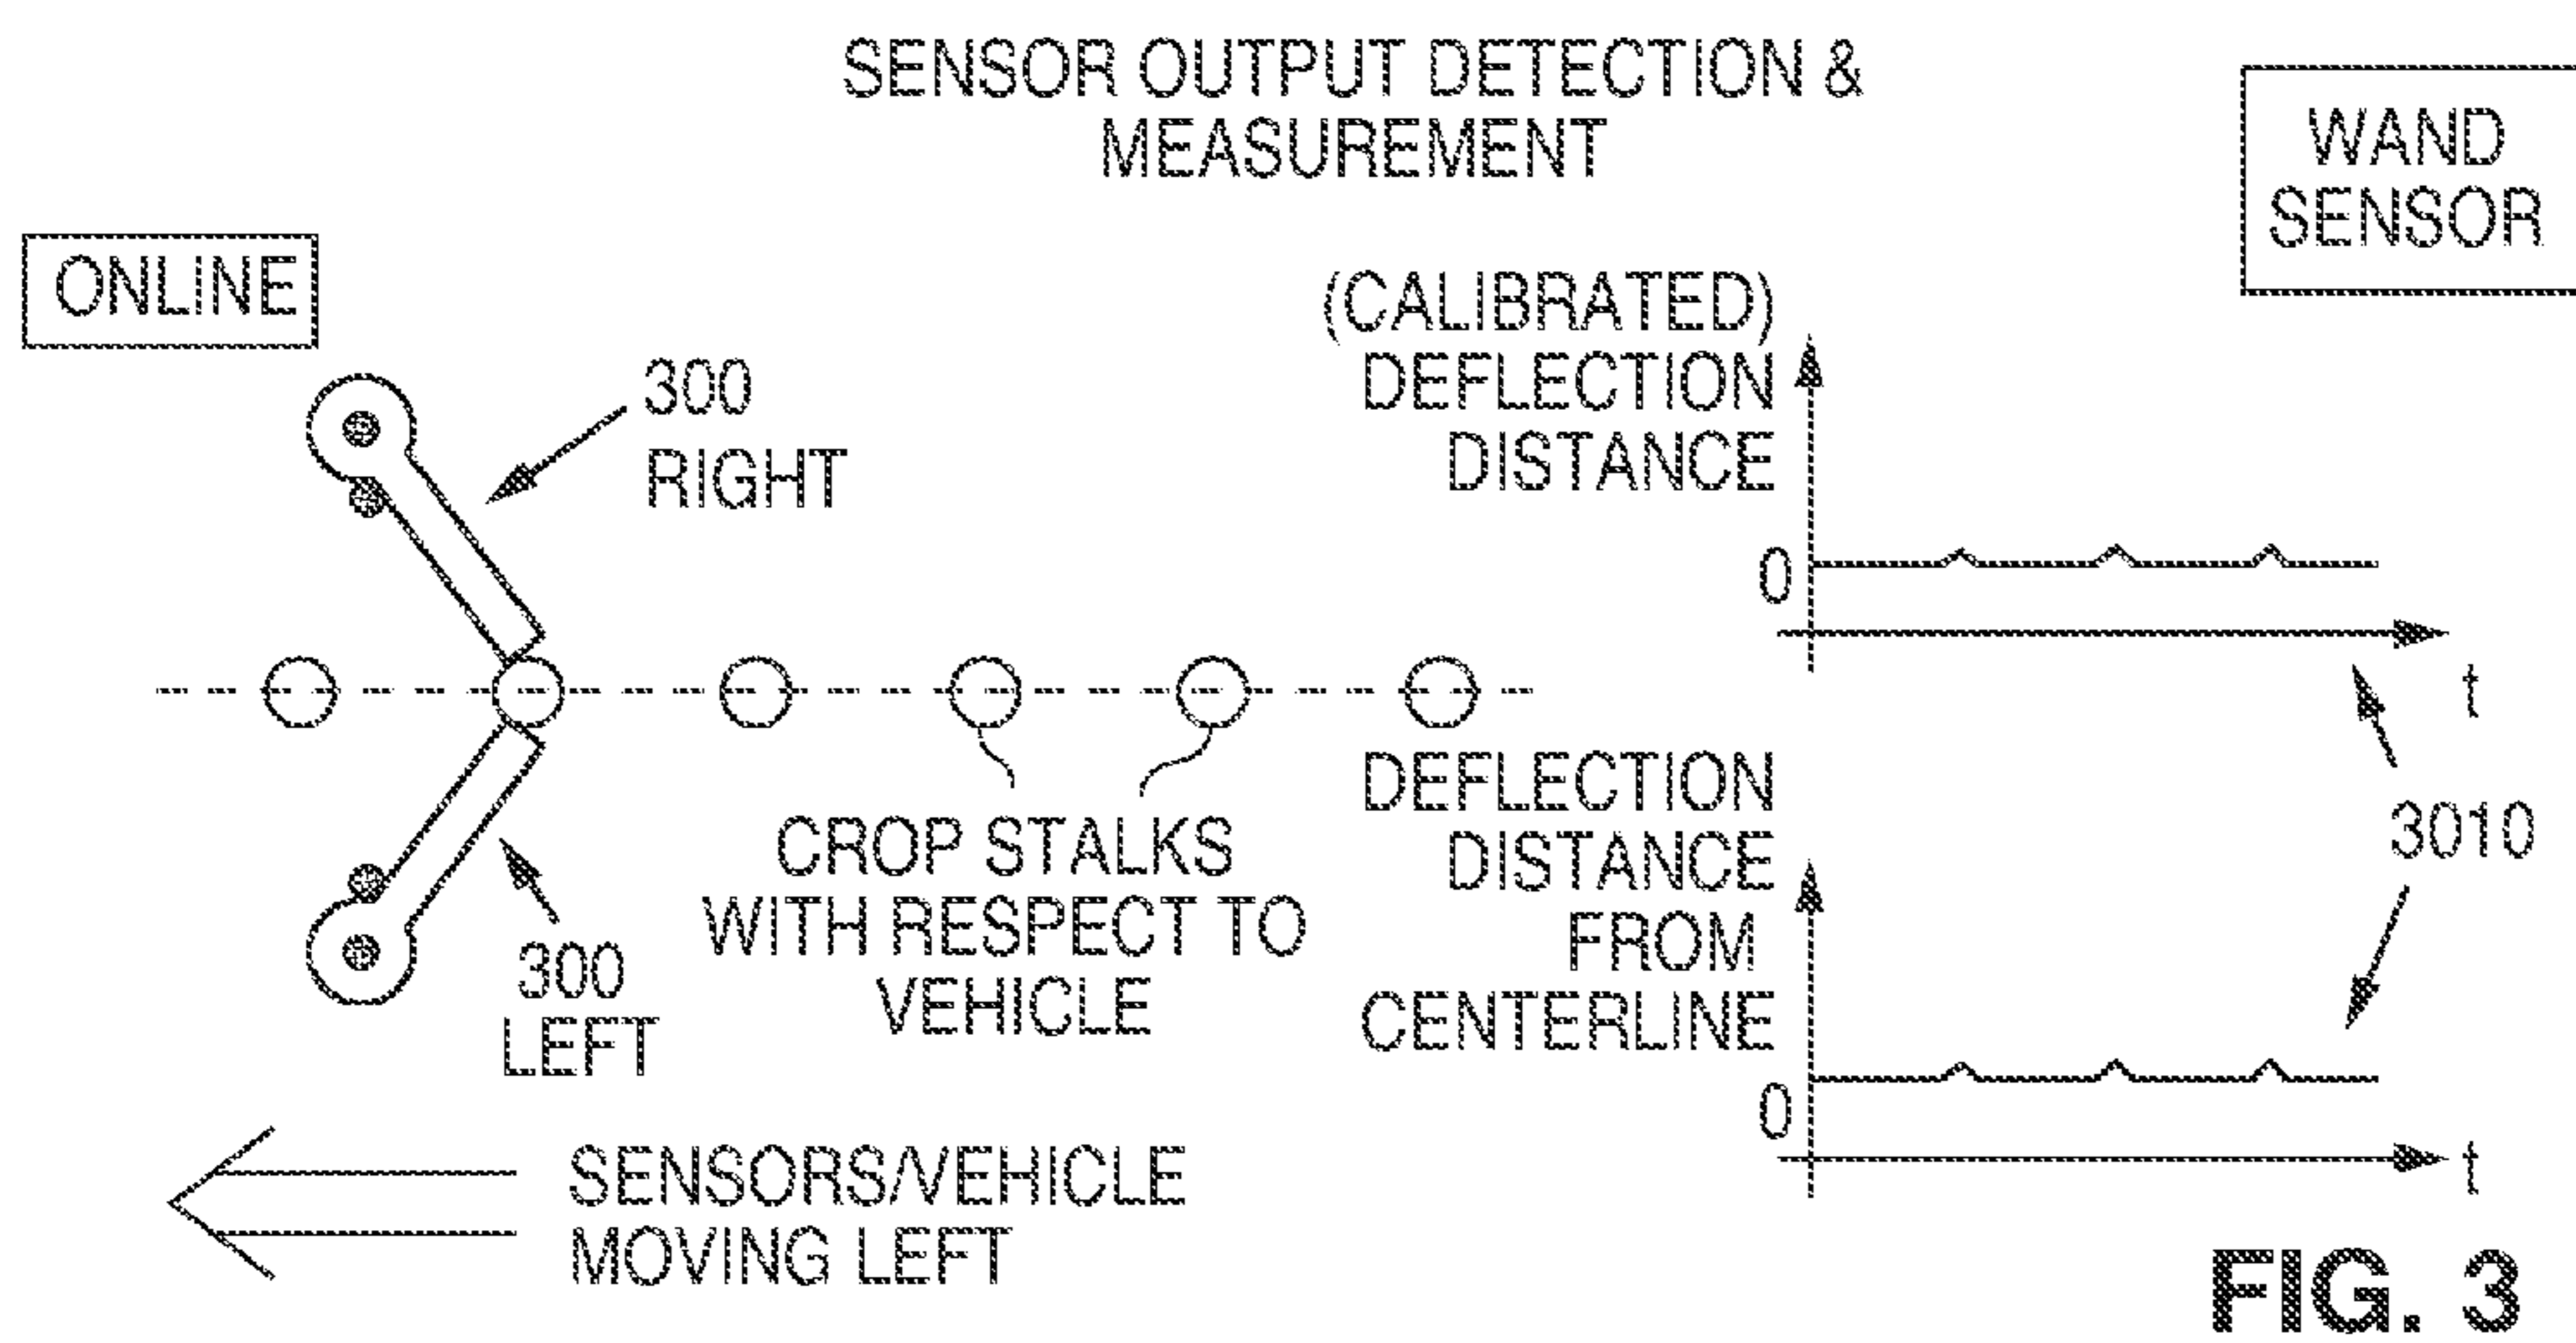 SENSOR OUTPUT DETECTION &
MEASUREMENT
WAND
SENSOR
ONLINE
300
RIGHT
(CALIBRATED)
DEFLECTION
DISTANCE
0
t
CROP STALKS
WITH RESPECT TO
VEHICLE
300
LEFT
DEFLECTION
DISTANCE
FROM
CENTERLINE
3010
0
t
SENSORS/VEHICLE
MOVING LEFT
FIG. 3